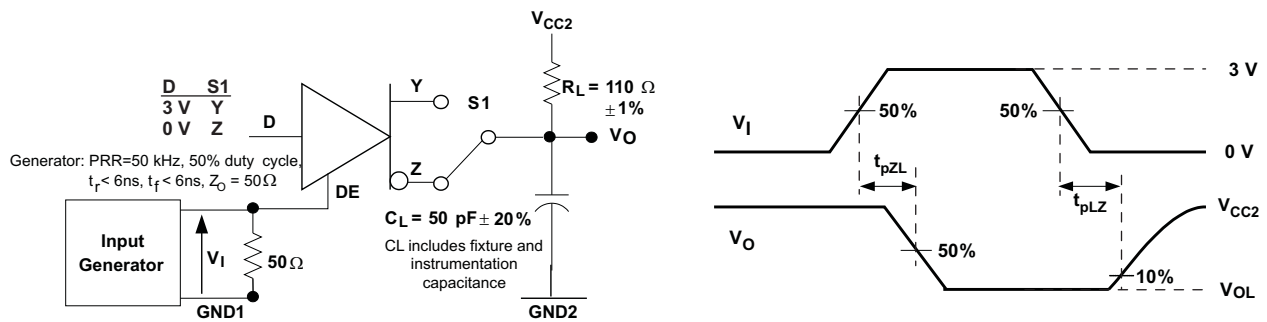 D S1
3 V Y
0 V Z
D
Generator: PRR=50 kHz, 50% duty cycle,
tr< 6ns, tf< 6ns, ZO = 50Ω
Input
Generator
VI
50Ω
GND1
DE
Y
Z
S1
VCC2
RL = 110 Ω
±1%
VO
CL = 50 pF ± 20%
CL includes fixture and
instrumentation
capacitance
GND2
VI
50%
50%
3 V
0 V
tpZL
tpLZ
VO
50%
10%
VCC2
VOL